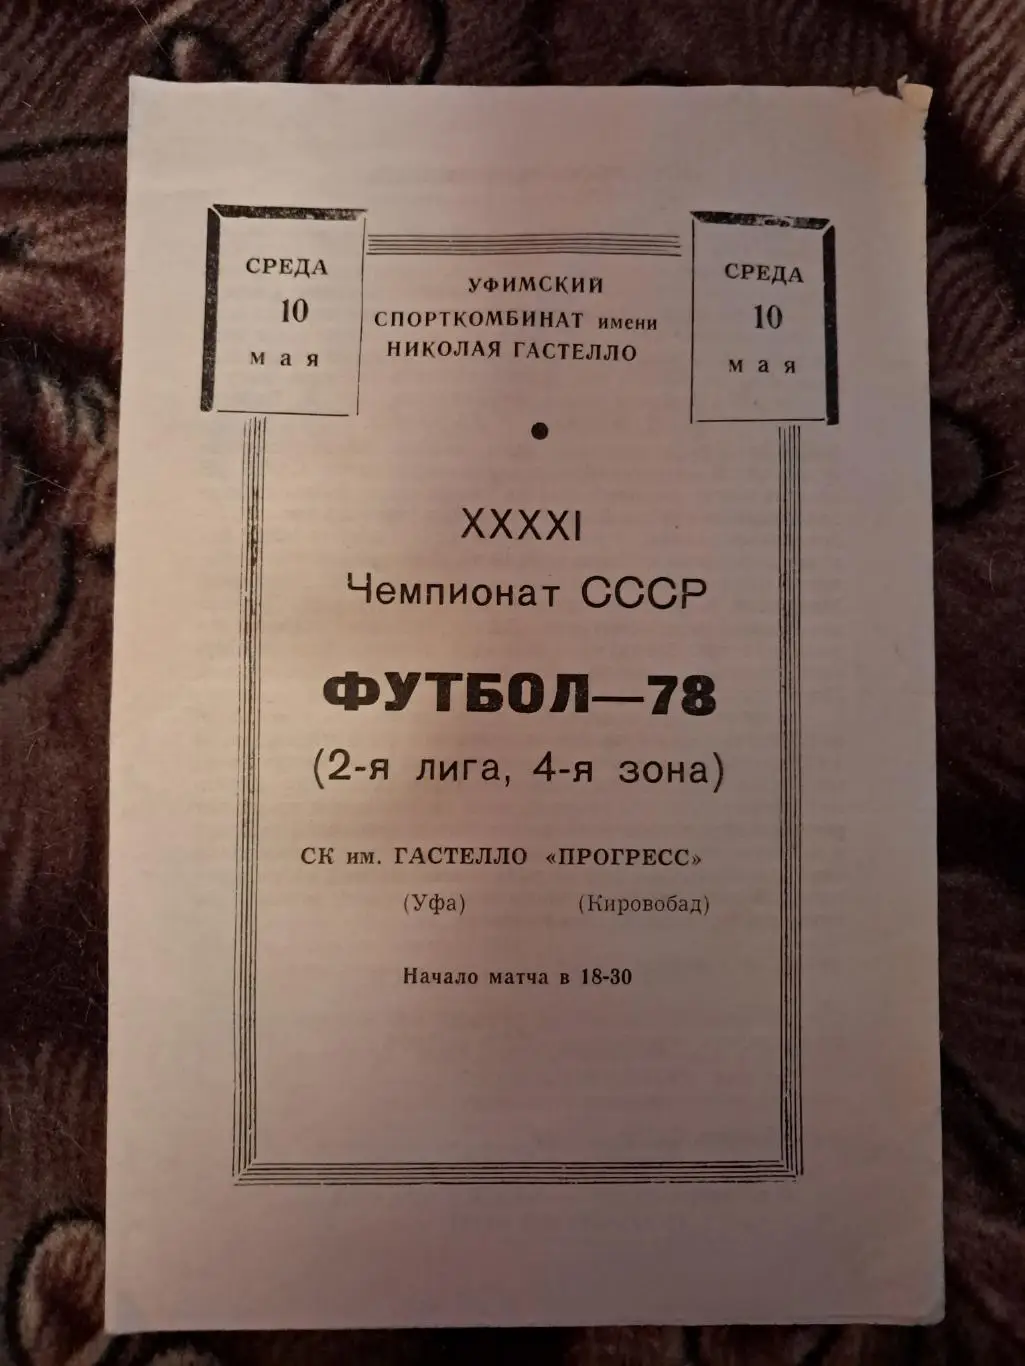 СРЕДА
10
мая
УФИМСКИЙ
СПОРТКОМБИНАТ имени
НИКОЛАЯ ГАСТЕЛЛО
СРЕДА
10
мая
XXXXI
Чемпионат СССР
ФУТБОЛ—78
(2-я лига, 4-я зона)
СК им. ГАСТЕЛЛО «ПРОГРЕСС»
(Уфа) (Кировобад)
Начало матча в 18-30